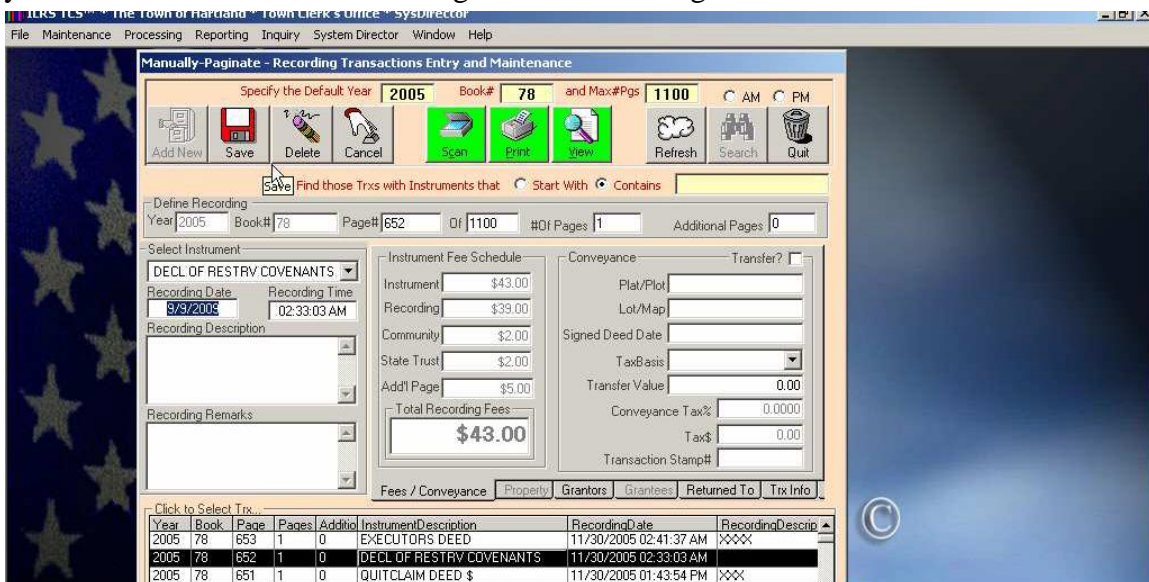 ILRS TCS™ * The Town of Hartland * Town Clerk's Office * SysDirector
File Maintenance Processing Reporting Inquiry System Director Window Help
Manually-Paginate - Recording Transactions Entry and Maintenance
Specify the Default Year 2005 Book# 78 and Max#Pgs 1100 AM PM
Add New Save Delete Cancel Scan Print View Refresh Search Quit
Save Find those Trxs with Instruments that Start With Contains
Define Recording
Year 2005 Book# 78 Page# 652 Of 1100 #Of Pages 1 Additional Pages 0
Select Instrument
DECL OF RESTRV COVENANTS
Recording Date Recording Time
9/9/2009 02:33:03 AM
Recording Description
Recording Remarks
Instrument Fee Schedule
Instrument $43.00
Recording $39.00
Community $2.00
State Trust $2.00
Add'l Page $5.00
Total Recording Fees
$43.00
Conveyance Transfer?
Plat/Plot
Lot/Map
Signed Deed Date
TaxBasis
Transfer Value 0.00
Conveyance Tax% 0.0000
Tax$ 0.00
Transaction Stamp#
Fees / Conveyance Property Grantors Grantees Returned To Trx Info
Click to Select Trx...
Year Book Page Pages Additio InstrumentDescription RecordingDate RecordingDescrip
2005 78 653 1 0 EXECUTORS DEED 11/30/2005 02:41:37 AM XXXX
2005 78 652 1 0 DECL OF RESTRV COVENANTS 11/30/2005 02:33:03 AM
2005 78 651 1 0 QUITCLAIM DEED $ 11/30/2005 01:43:54 PM XXX
©